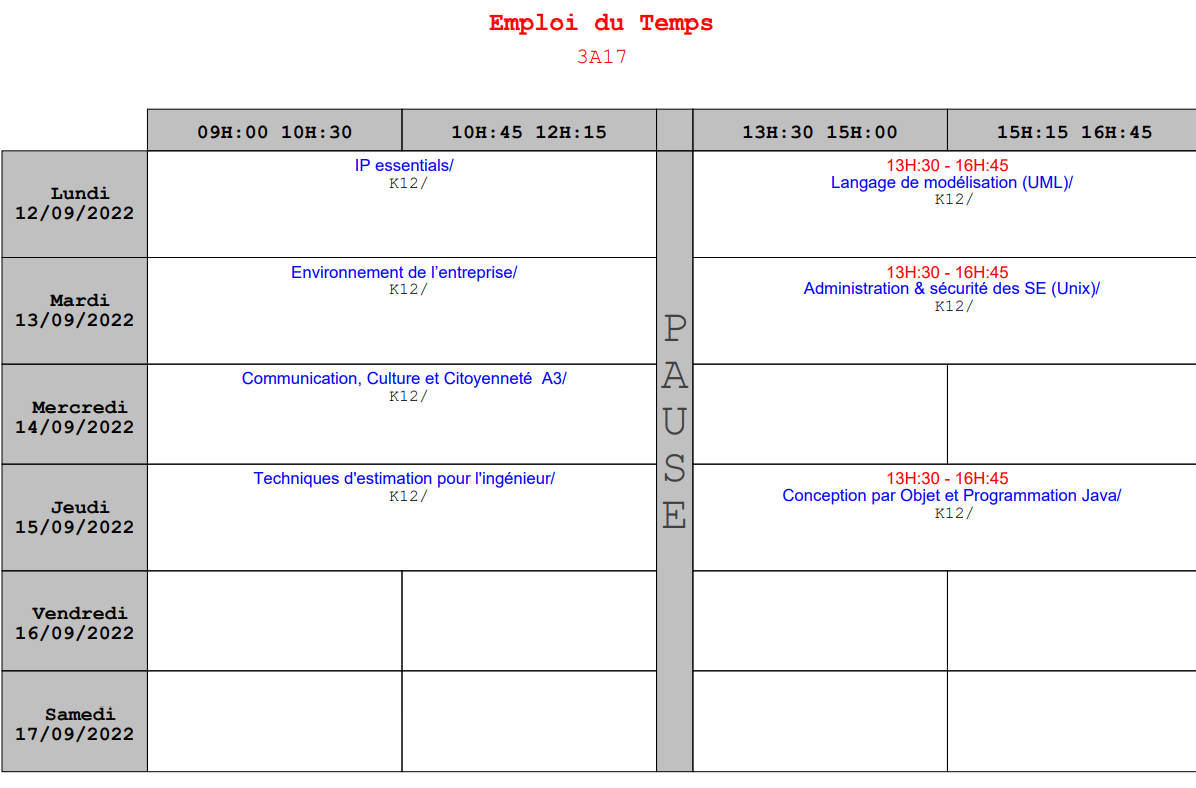 Emploi du Temps
3A17
09H:00 10H:30
10H:45 12H:15
13H:30 15H:00
15H:15 16H:45
Lundi
12/09/2022
IP essentials/
K12/
13H:30 - 16H:45
Langage de modélisation (UML)/
K12/
Mardi
13/09/2022
Environnement de l’entreprise/
K12/
13H:30 - 16H:45
Administration & sécurité des SE (Unix)/
K12/
Mercredi
14/09/2022
Communication, Culture et Citoyenneté  A3/
K12/
Jeudi
15/09/2022
Techniques d'estimation pour l'ingénieur/
K12/
13H:30 - 16H:45
Conception par Objet et Programmation Java/
K12/
Vendredi
16/09/2022
Samedi
17/09/2022
P
A
U
S
E